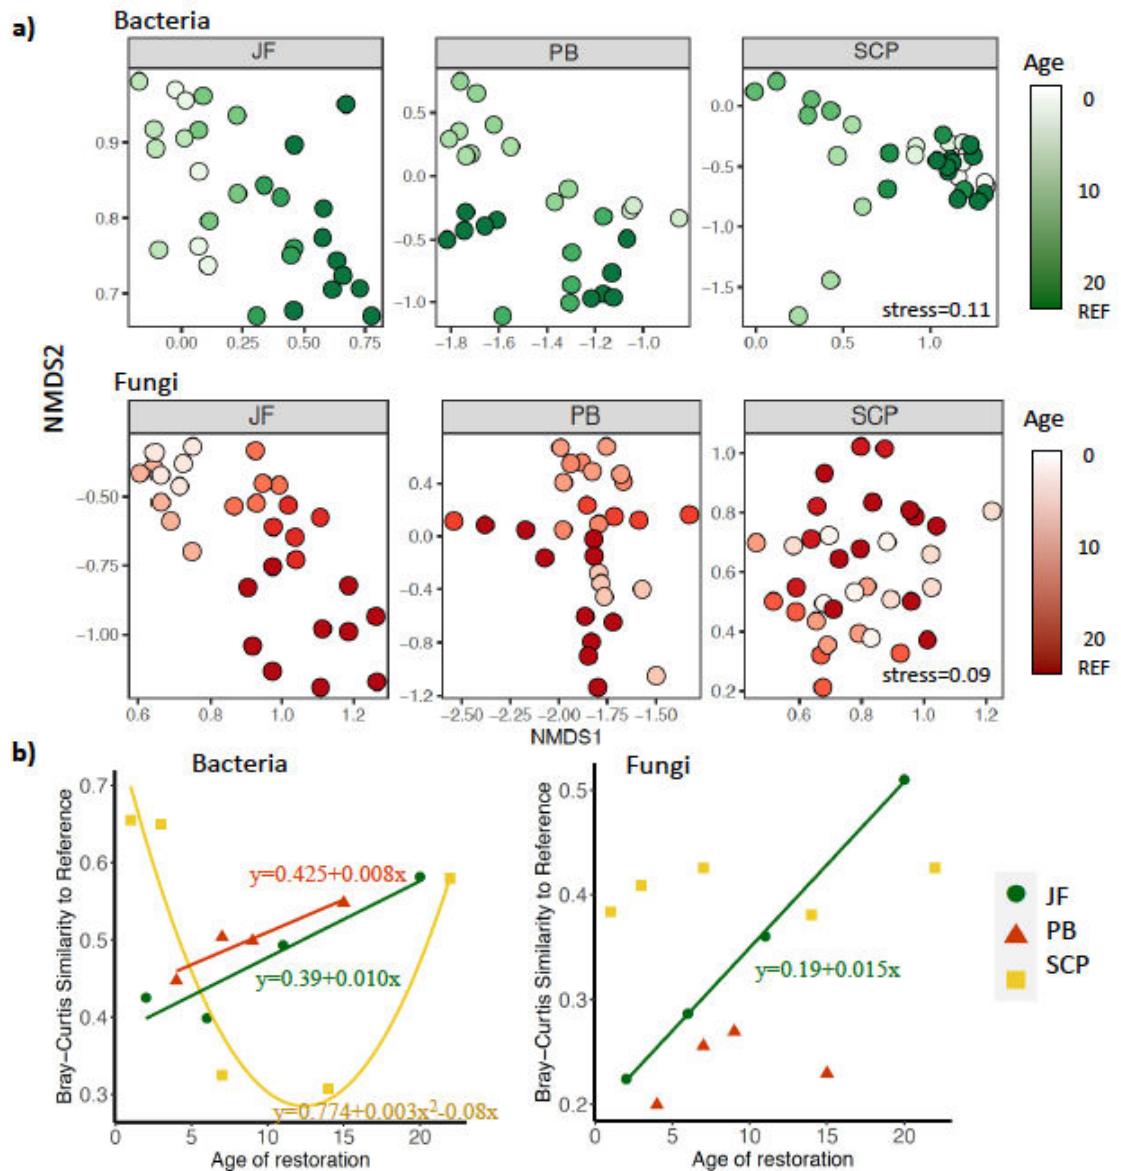 a)
Bacteria
JF
PB
SCP
Age
0
10
20
REF
0.9
0.8
0.7
0.00 0.25 0.50 0.75
0.5
0.0
−0.5
−1.0
−1.8 −1.6 −1.4 −1.2 −1.0
0.0
−0.5
−1.0
−1.5
stress=0.11
0.0 0.5 1.0
NMDS2
Fungi
JF
PB
SCP
Age
0
10
20
REF
−0.50
−0.75
−1.00
0.6 0.8 1.0 1.2
0.4
0.0
−0.4
−0.8
−1.2
−2.50 −2.25 −2.00 −1.75 −1.50
1.0
0.8
0.6
0.4
0.2
stress=0.09
0.6 0.8 1.0 1.2
NMDS1
b)
Bacteria
Bray−Curtis Similarity to Reference
0.7
0.6
0.5
0.4
0.3
y=0.425+0.008x
y=0.39+0.010x
y=0.774+0.003x²-0.08x
0 5 10 15 20
Age of restoration
Fungi
Bray−Curtis Similarity to Reference
0.5
0.4
0.3
0.2
y=0.19+0.015x
0 5 10 15 20
Age of restoration
JF
PB
SCP